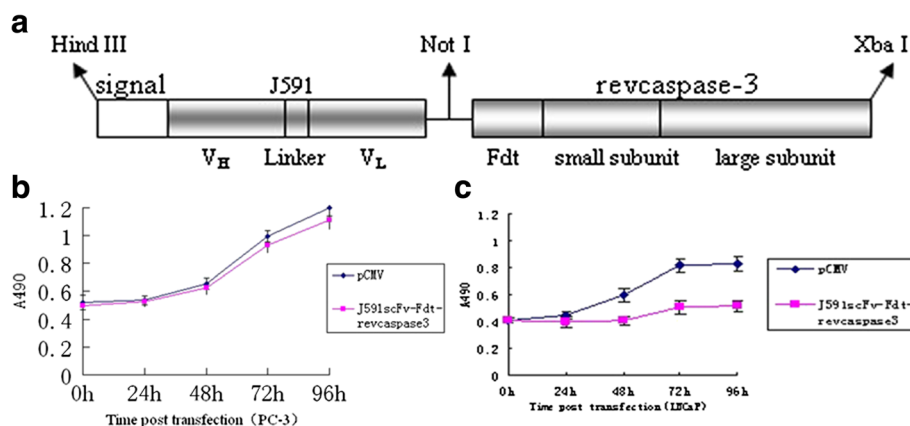 a
Hind III
Not I
Xba I
signal
J591
revcaspase-3
V_H
Linker
V_L
Fdt
small subunit
large subunit
b
1.2
1
0.8
0.6
0.4
0.2
0
A490
0h
24h
48h
72h
96h
Time post transfection (PC-3)
pCMV
J591scFv-Fdt-
revcaspase3
c
1.2
1
0.8
0.6
0.4
0.2
0
A490
0h
24h
48h
72h
96h
Time post transfection(LNCaP)
pCMV
J591scFv-Fdt-
revcaspase3